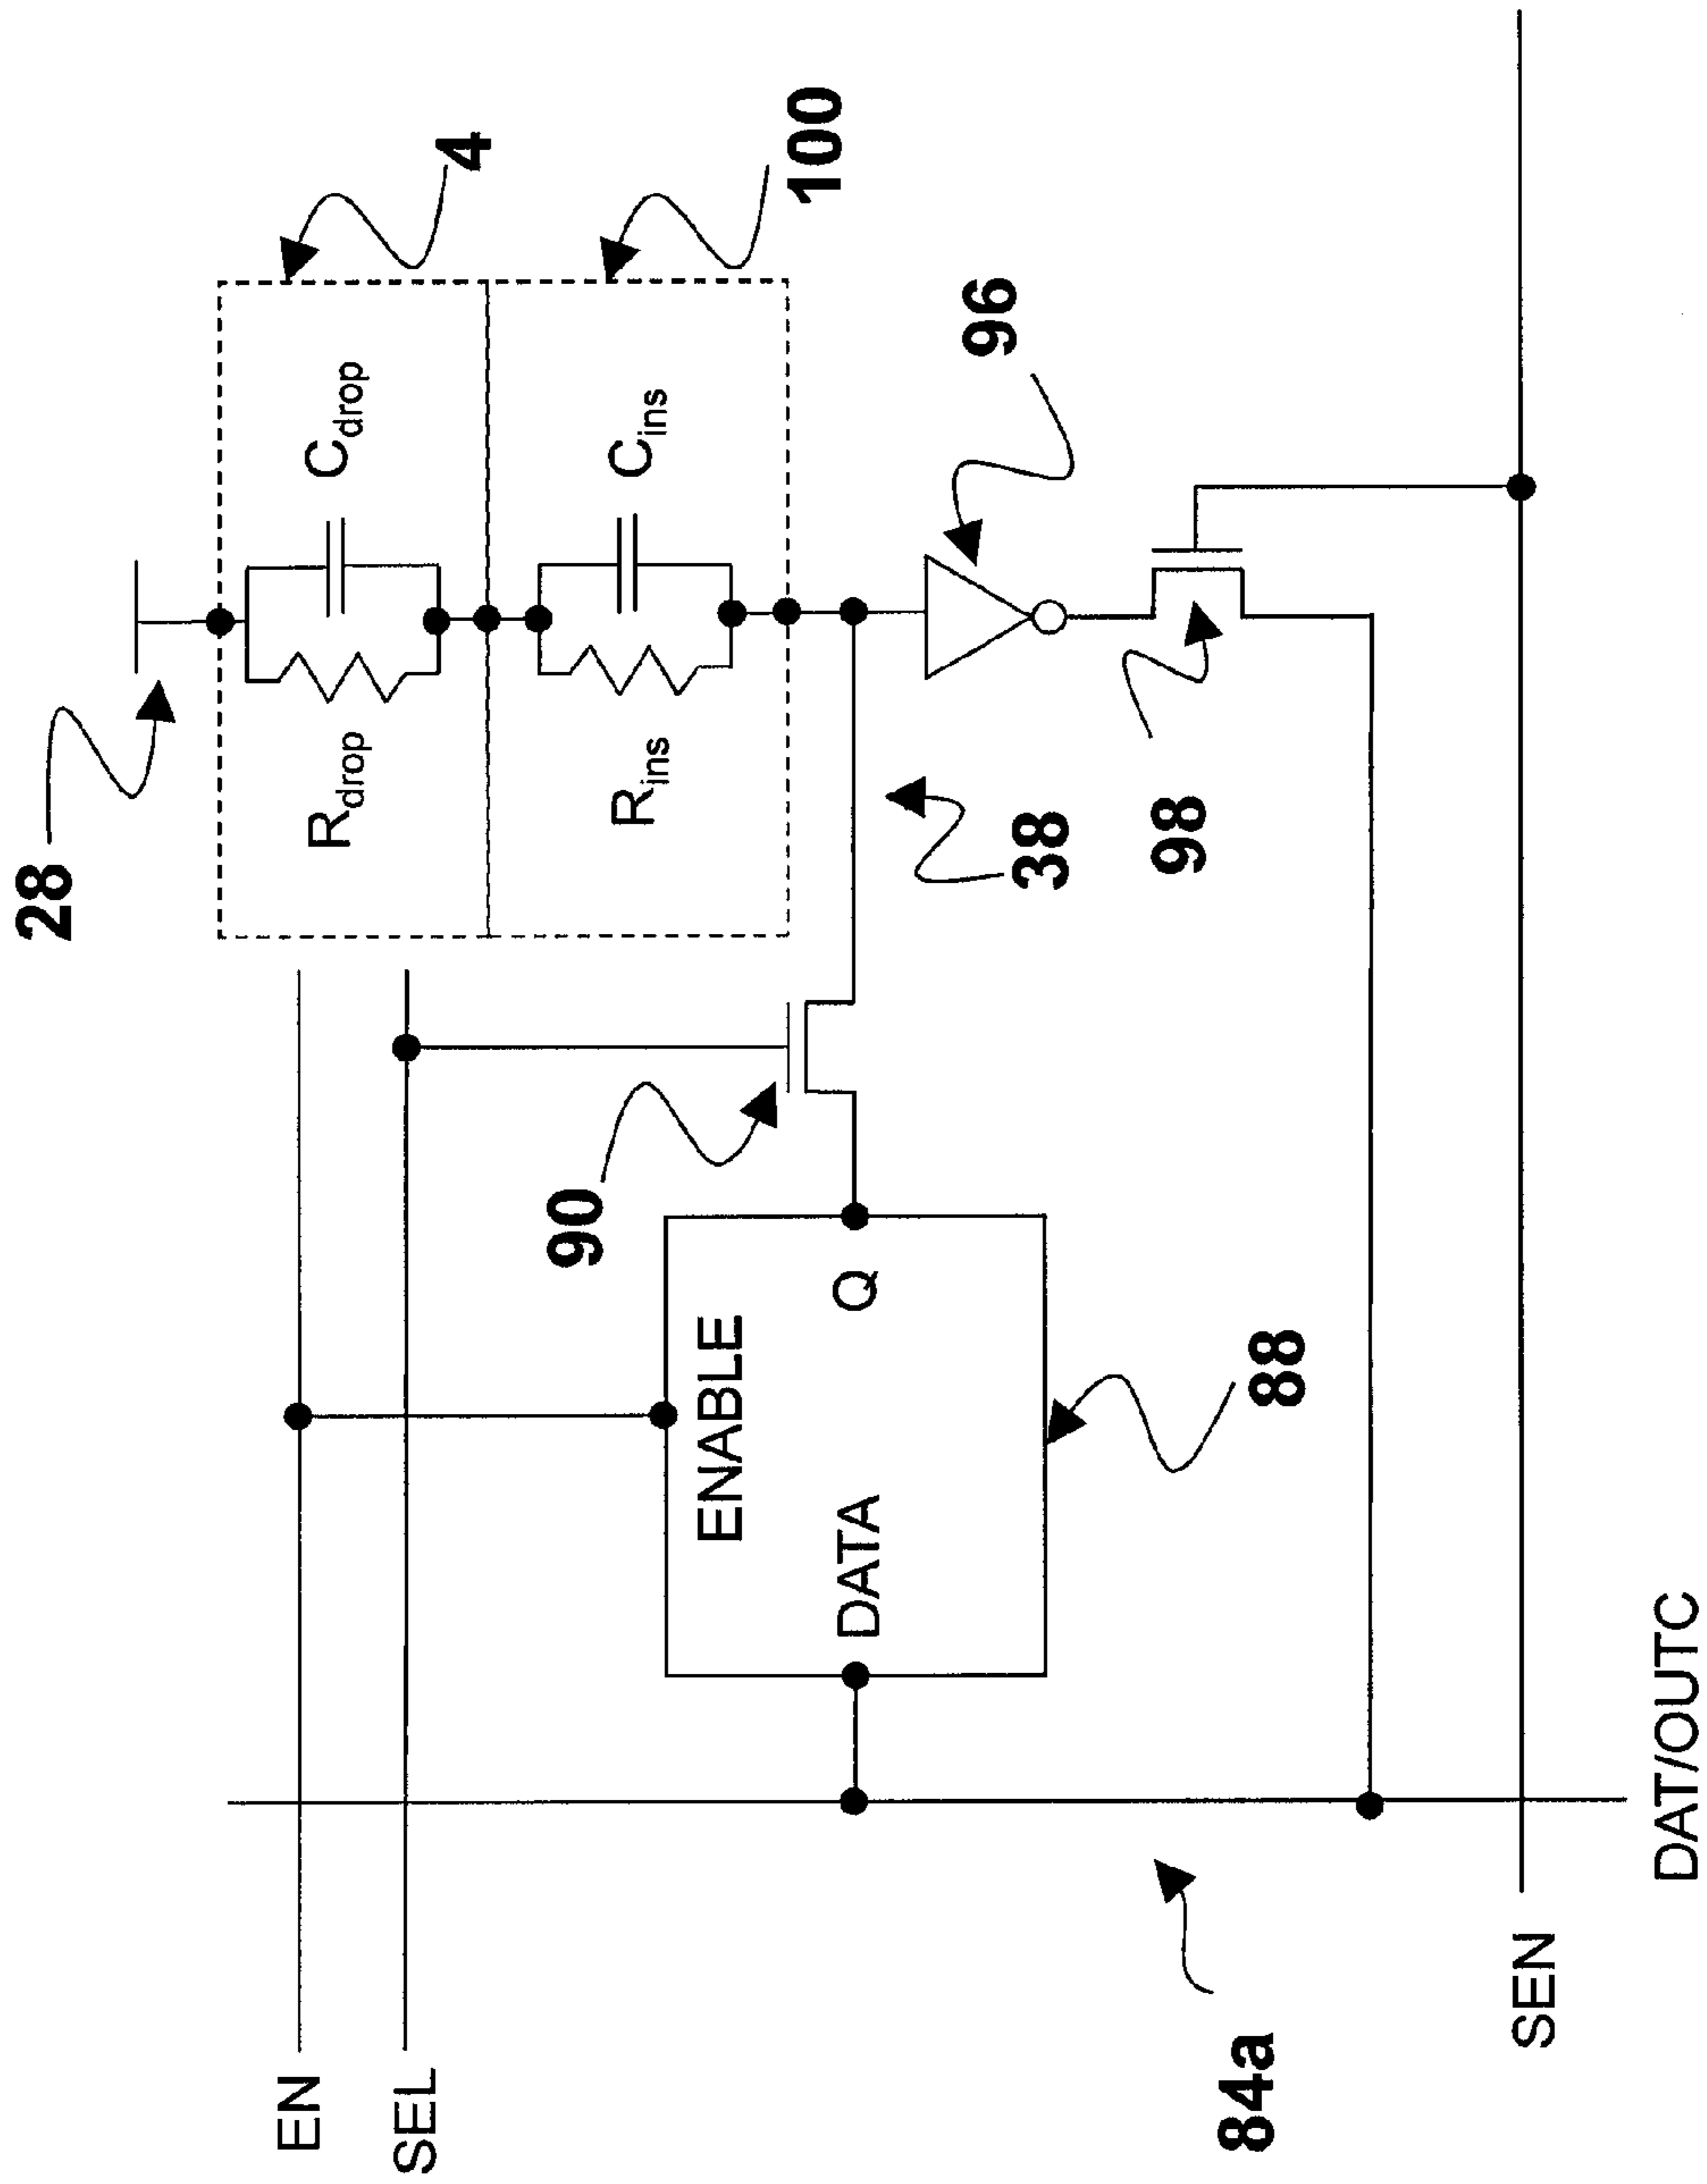 28
4
R_drop
C_drop
100
R_ins
C_ins
EN
SEL
90
38
96
ENABLE
DATA
Q
98
88
84a
SEN
DAT/OUTC